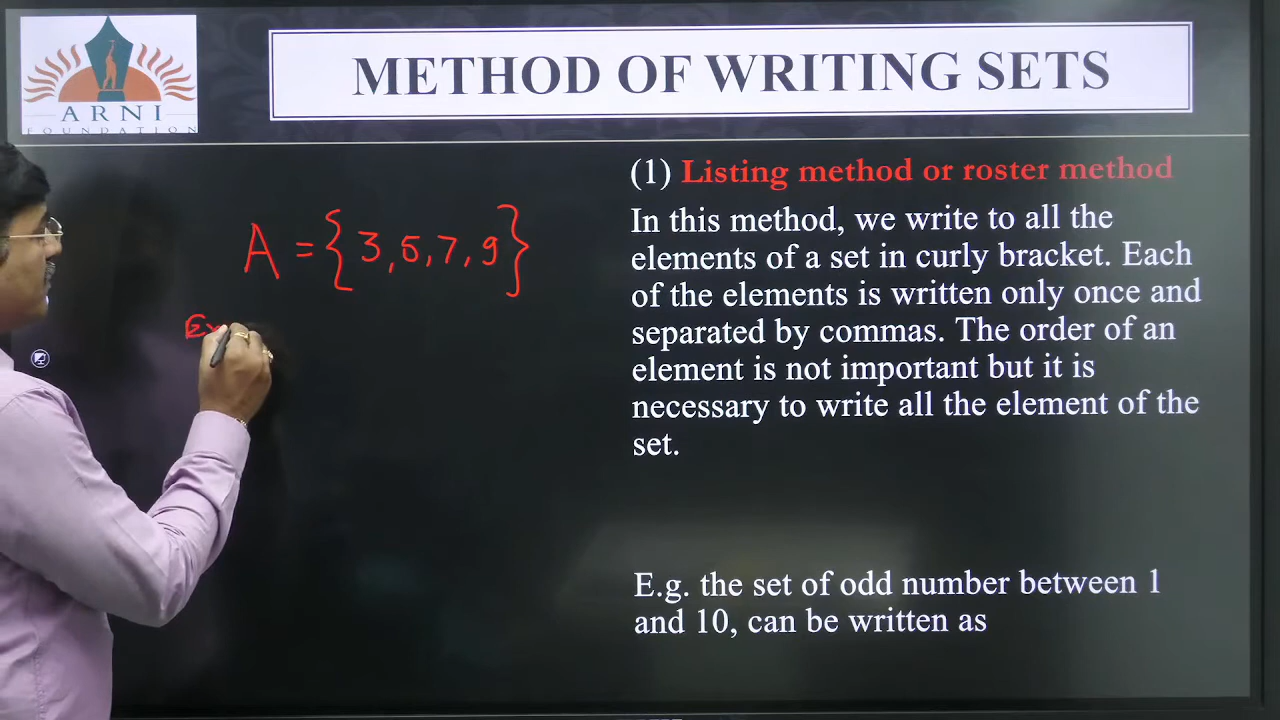 ARNI
FOUNDATION
METHOD OF WRITING SETS
(1) Listing method or roster method
In this method, we write to all the
elements of a set in curly bracket. Each
of the elements is written only once and
separated by commas. The order of an
element is not important but it is
necessary to write all the element of the
set.
A = {3,5,7,9}
Ex
E.g. the set of odd number between 1
and 10, can be written as